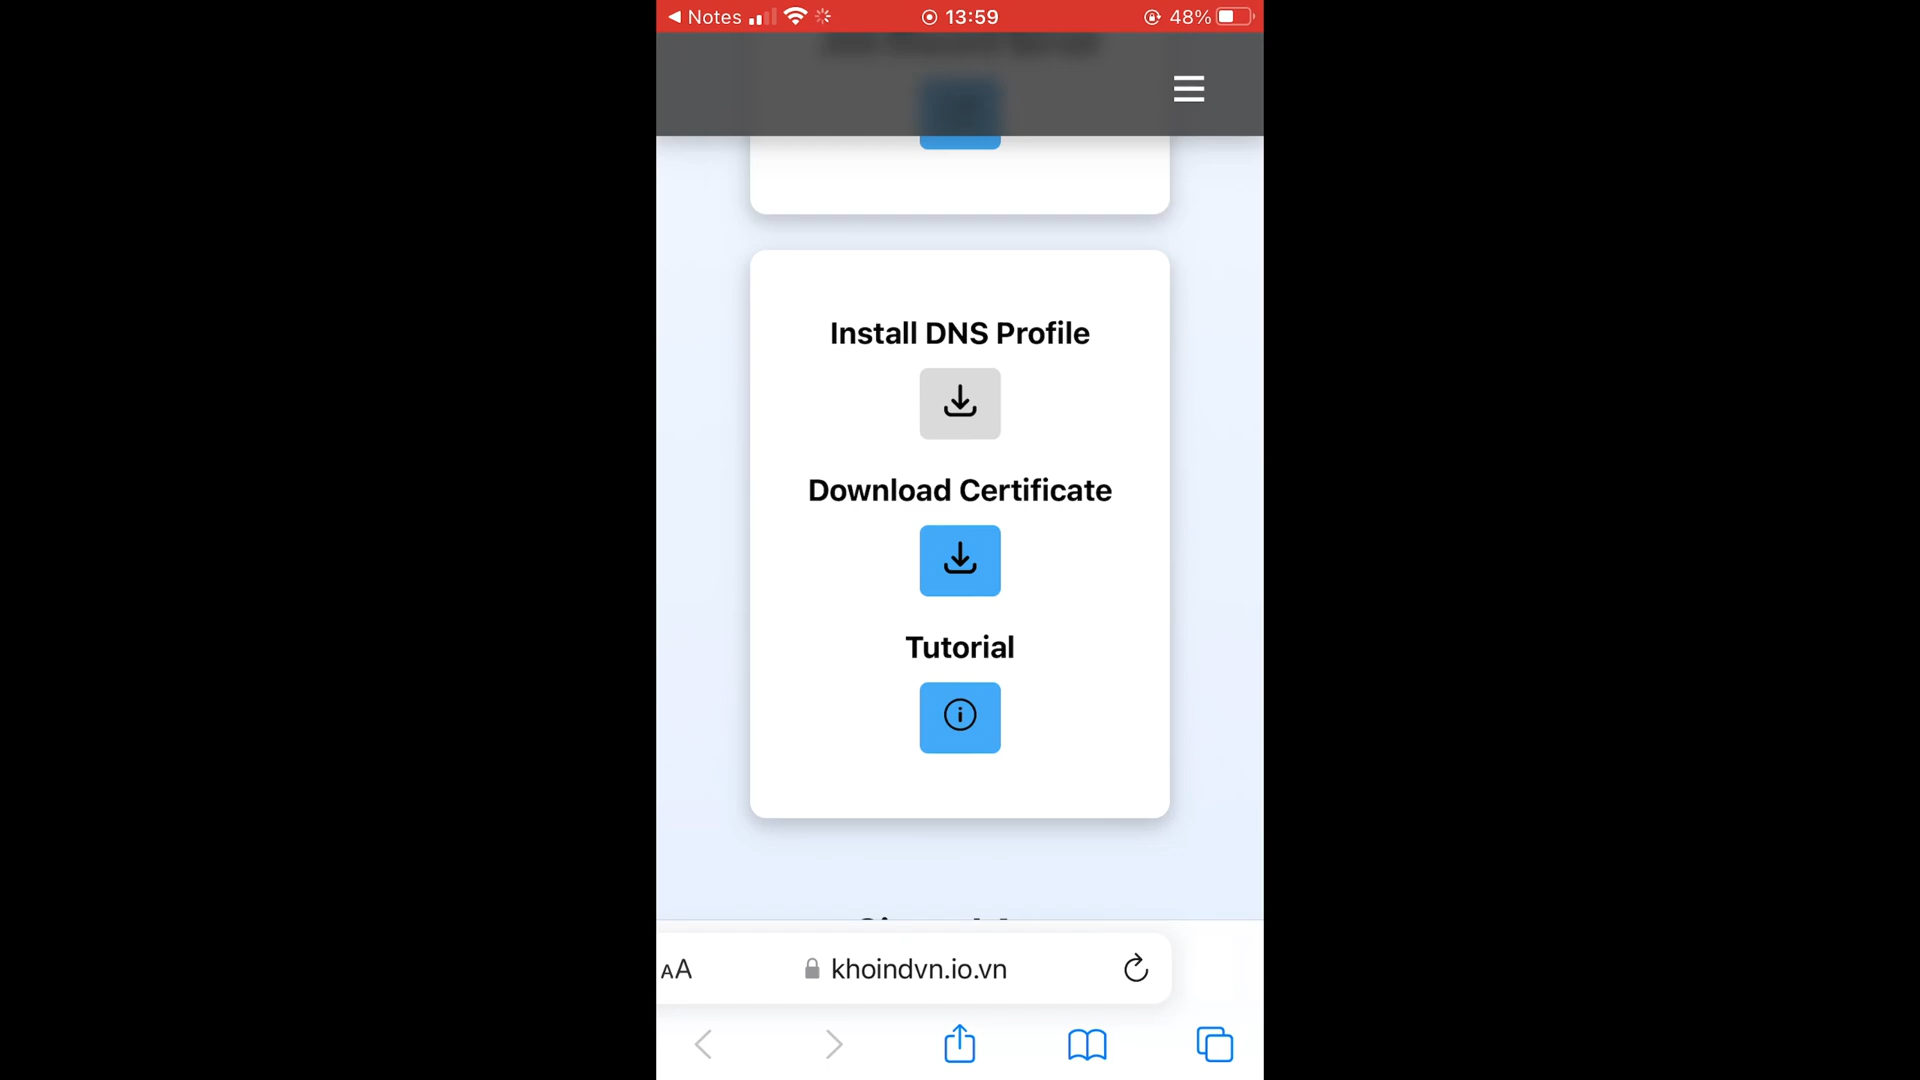 Notes 13:59 48%
Install DNS Profile
Download Certificate
Tutorial
AA khoindvn.io.vn